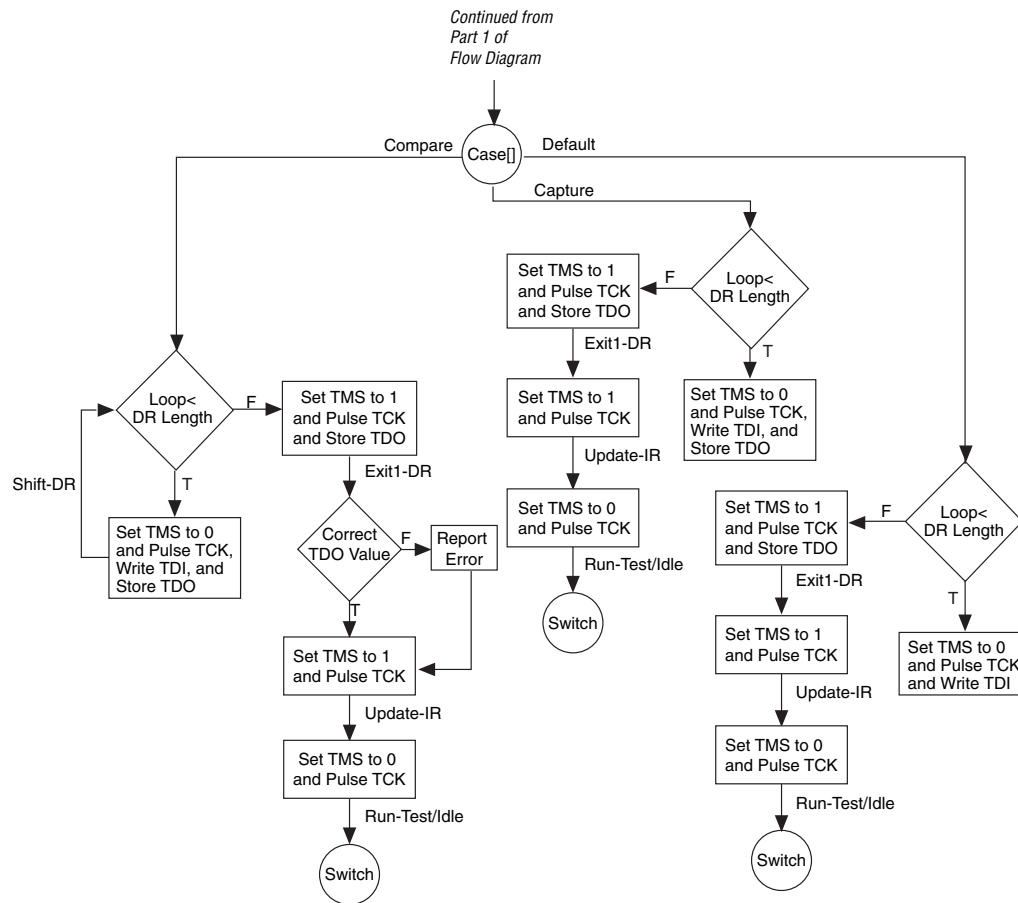 Continued from
Part 1 of
Flow Diagram
Compare
Case[]
Default
Capture
Set TMS to 1
and Pulse TCK
and Store TDO
F
Loop<
DR Length
Exit1-DR
T
Set TMS to 1
and Pulse TCK
Set TMS to 0
and Pulse TCK,
Write TDI, and
Store TDO
Update-IR
Set TMS to 0
and Pulse TCK
Run-Test/Idle
Switch
Loop<
DR Length
F
Set TMS to 1
and Pulse TCK
and Store TDO
Shift-DR
T
Exit1-DR
Set TMS to 0
and Pulse TCK,
Write TDI, and
Store TDO
Correct
TDO Value
F
Report
Error
T
Set TMS to 1
and Pulse TCK
Update-IR
Set TMS to 0
and Pulse TCK
Run-Test/Idle
Switch
Set TMS to 1
and Pulse TCK
and Store TDO
F
Loop<
DR Length
Exit1-DR
T
Set TMS to 1
and Pulse TCK
Set TMS to 0
and Pulse TCK
and Write TDI
Update-IR
Set TMS to 0
and Pulse TCK
Run-Test/Idle
Switch